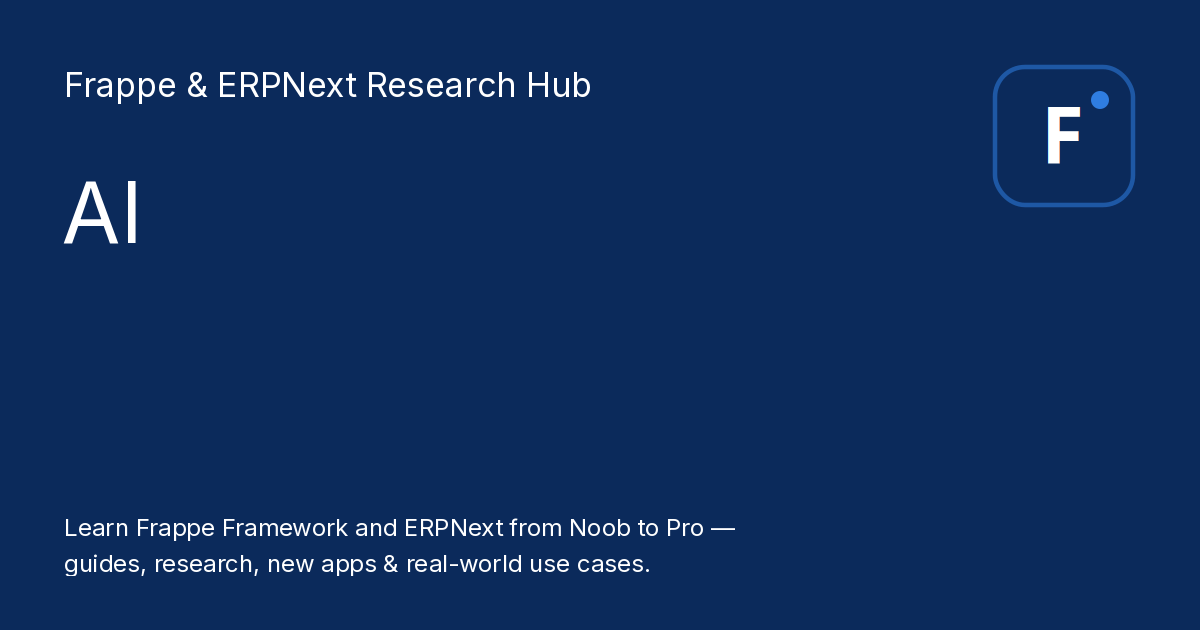 Frappe & ERPNext Research Hub
F
AI
Learn Frappe Framework and ERPNext from Noob to Pro —
guides, research, new apps & real-world use cases.